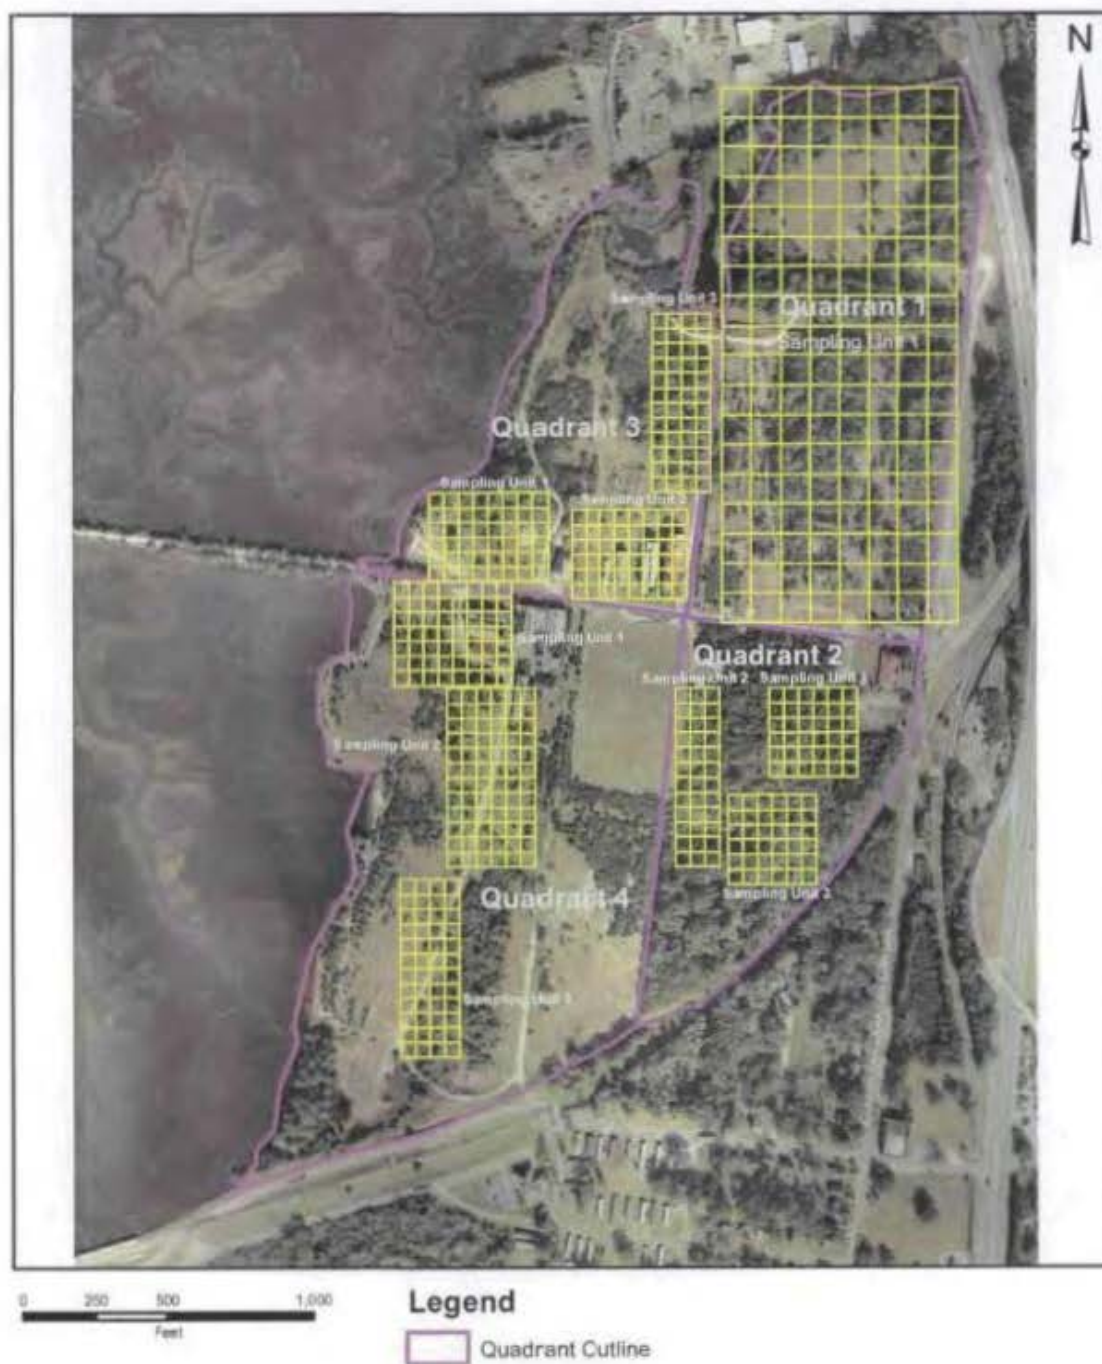 N
Sampling Unit 3
Quadrant 1
Sampling Unit 1
Quadrant 3
Sampling Unit 1
Sampling Unit 2
Sampling Unit 1
Quadrant 2
Sampling Unit 2
Sampling Unit
Sampling Unit 2
Quadrant 4
Sampling Unit 3
Sampling Unit 3
0 250 500 1,000
Feet
Legend
Quadrant Cutline